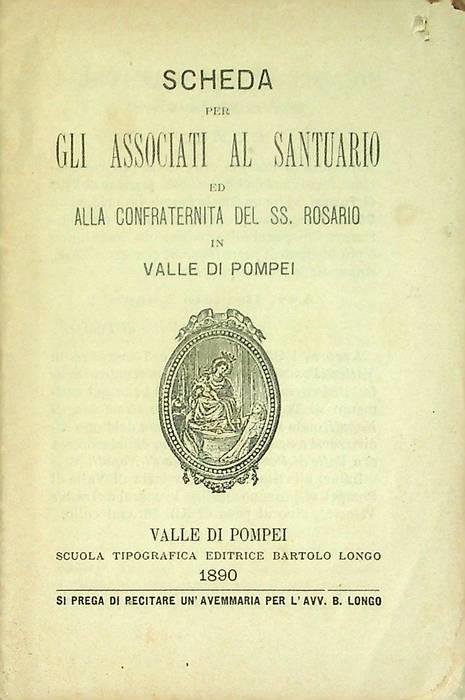 SCHEDA
PER
GLI ASSOCIATI AL SANTUARIO
ED
ALLA CONFRATERNITA DEL SS. ROSARIO
IN
VALLE DI POMPEI
VALLE DI POMPEI
SCUOLA TIPOGRAFICA EDITRICE BARTOLO LONGO
1890
SI PREGA DI RECITARE UN' AVEMMARIA PER L' AVV. B. LONGO